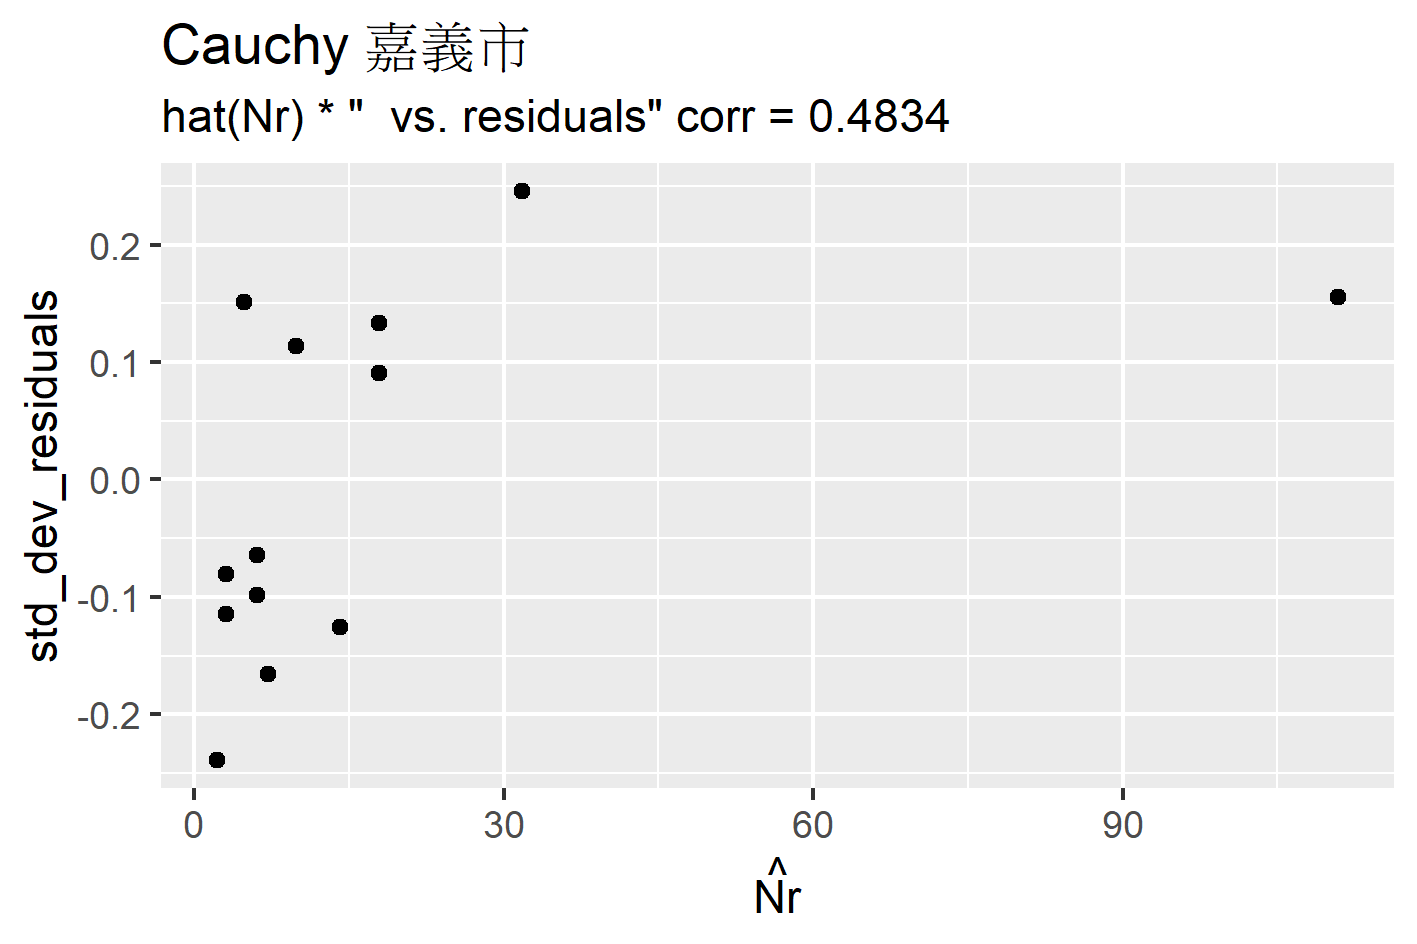 Cauchy 嘉義市
hat(Nr) * "  vs. residuals" corr = 0.4834
std_dev_residuals
0.2
0.1
0.0
-0.1
-0.2
0 30 60 90
N̂r